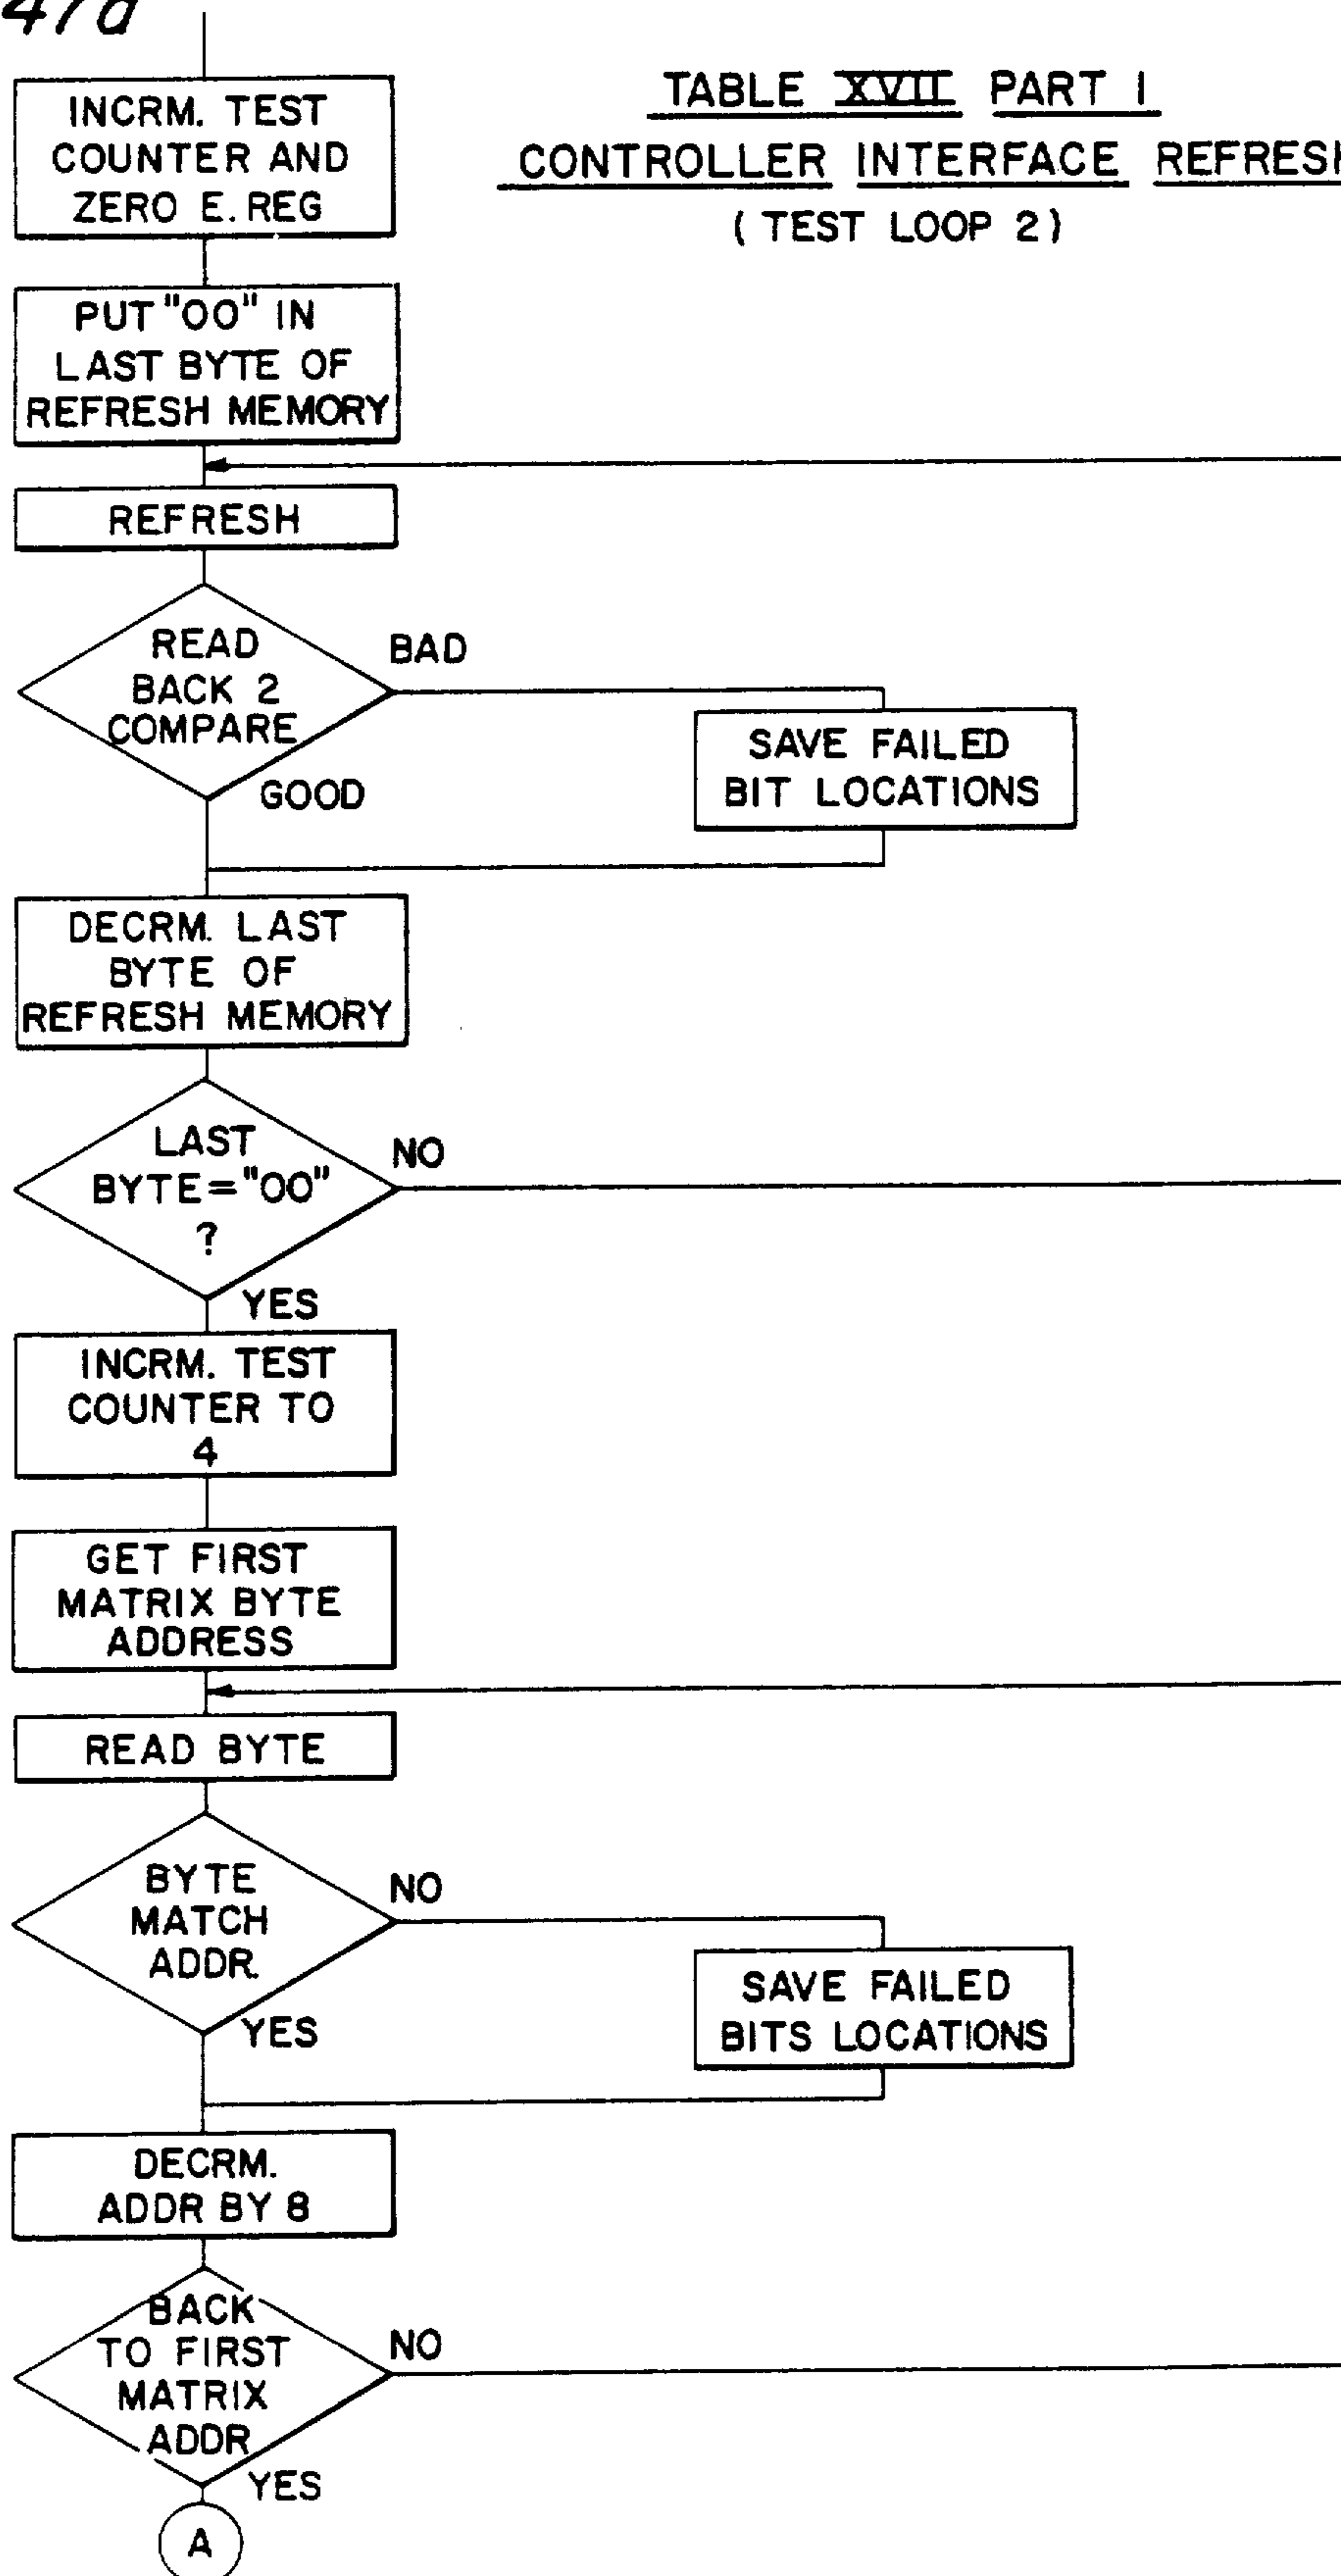 47a
TABLE XVII PART 1
CONTROLLER INTERFACE REFRESH
( TEST LOOP 2)
INCRM. TEST
COUNTER AND
ZERO E. REG
PUT "00" IN
LAST BYTE OF
REFRESH MEMORY
REFRESH
READ
BACK 2
COMPARE
BAD
GOOD
SAVE FAILED
BIT LOCATIONS
DECRM. LAST
BYTE OF
REFRESH MEMORY
LAST
BYTE="00"
?
NO
YES
INCRM. TEST
COUNTER TO
4
GET FIRST
MATRIX BYTE
ADDRESS
READ BYTE
BYTE
MATCH
ADDR.
NO
YES
SAVE FAILED
BITS LOCATIONS
DECRM.
ADDR BY 8
BACK
TO FIRST
MATRIX
ADDR
NO
YES
A